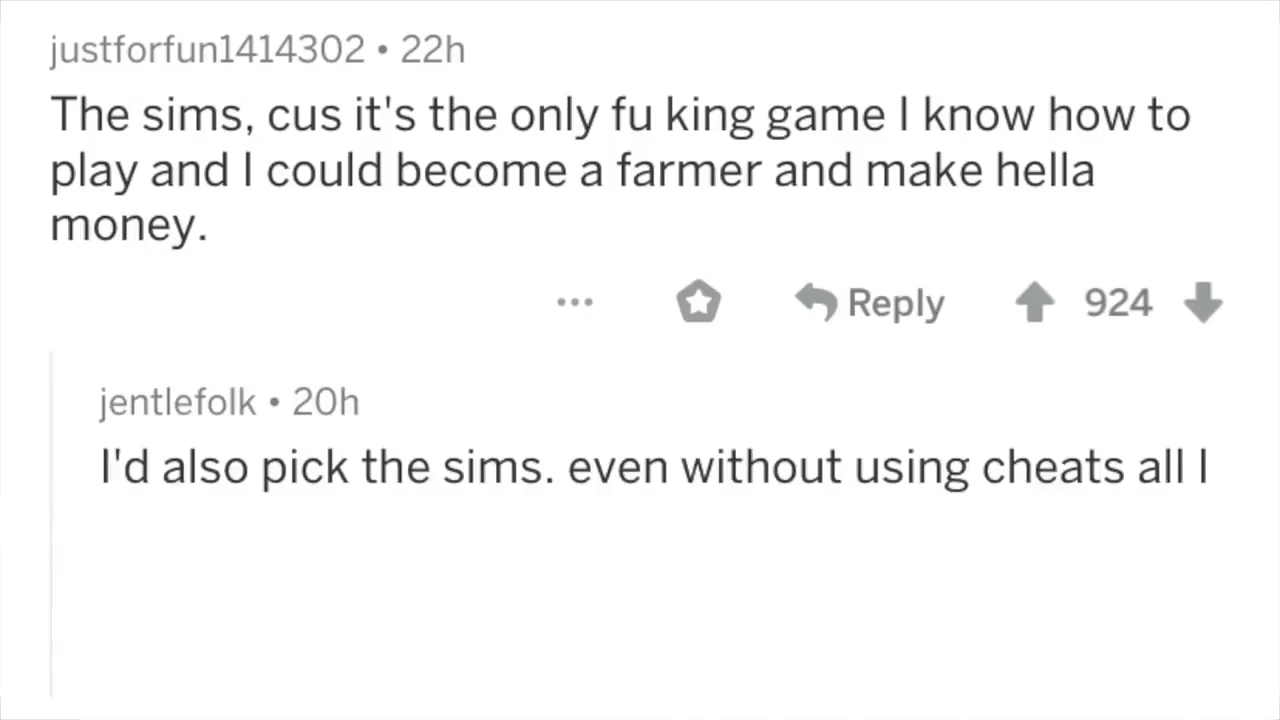 justforfun1414302 • 22h
The sims, cus it's the only fu king game I know how to
play and I could become a farmer and make hella
money.
... Reply 924
jentlefolk • 20h
I'd also pick the sims. even without using cheats all I